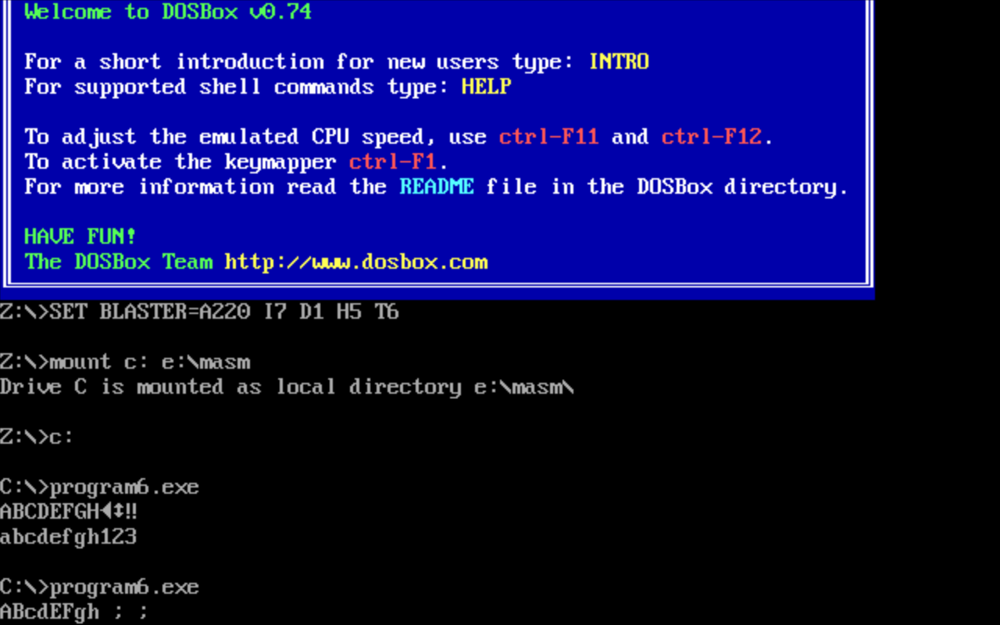 Welcome to DOSBox v0.74
For a short introduction for new users type: INTRO
For supported shell commands type: HELP
To adjust the emulated CPU speed, use ctrl-F11 and ctrl-F12.
To activate the keymapper ctrl-F1.
For more information read the README file in the DOSBox directory.
HAVE FUN!
The DOSBox Team http://www.dosbox.com
Z:\>SET BLASTER=A220 I7 D1 H5 T6
Z:\>mount c: e:\masm
Drive C is mounted as local directory e:\masm\
Z:\>c:
C:\>program6.exe
ABCDEFGH◄↕‼
abcdefgh123
C:\>program6.exe
ABcdEFgh ; ;